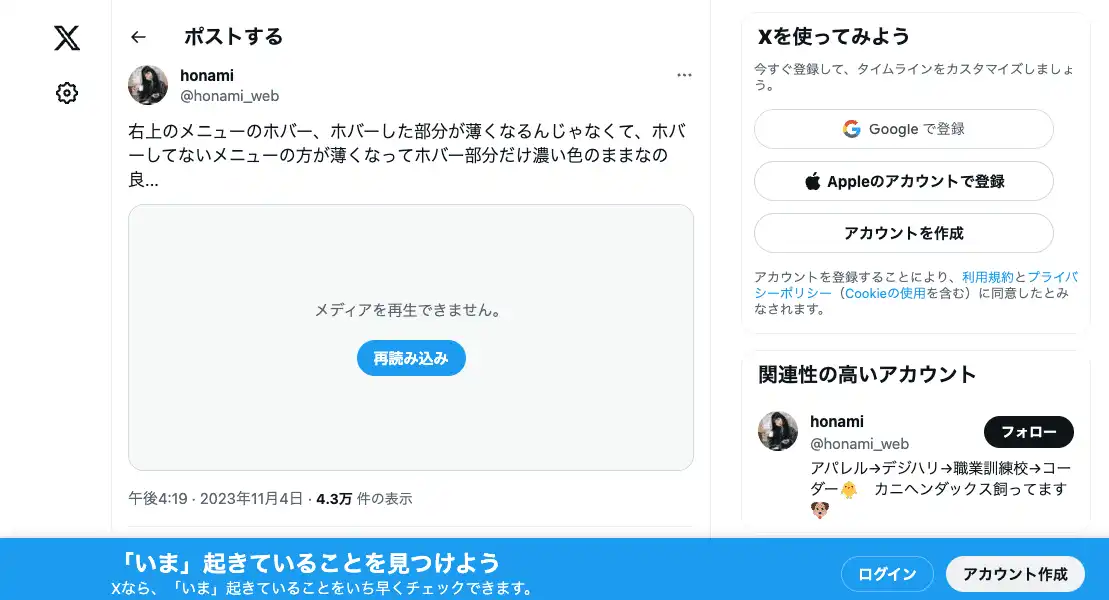 ポストする
honami
@honami_web
右上のメニューのホバー、ホバーした部分が薄くなるんじゃなくて、ホバ
ーしてないメニューの方が薄くなってホバー部分だけ濃い色のままなの
良...
メディアを再生できません。
再読み込み
午後4:19 · 2023年11月4日 · 4.3万 件の表示
Xを使ってみよう
今すぐ登録して、タイムラインをカスタマイズしましょ
う。
Google で登録
Appleのアカウントで登録
アカウントを作成
アカウントを登録することにより、利用規約とプライバ
シーポリシー（Cookieの使用を含む）に同意したとみ
なされます。
関連性の高いアカウント
honami
@honami_web
フォロー
アパレル→デジハリ→職業訓練校→コー
ダー🐥 カニヘンダックス飼ってます
🐶
「いま」起きていることを見つけよう
Xなら、「いま」起きていることをいち早くチェックできます。
ログイン
アカウント作成